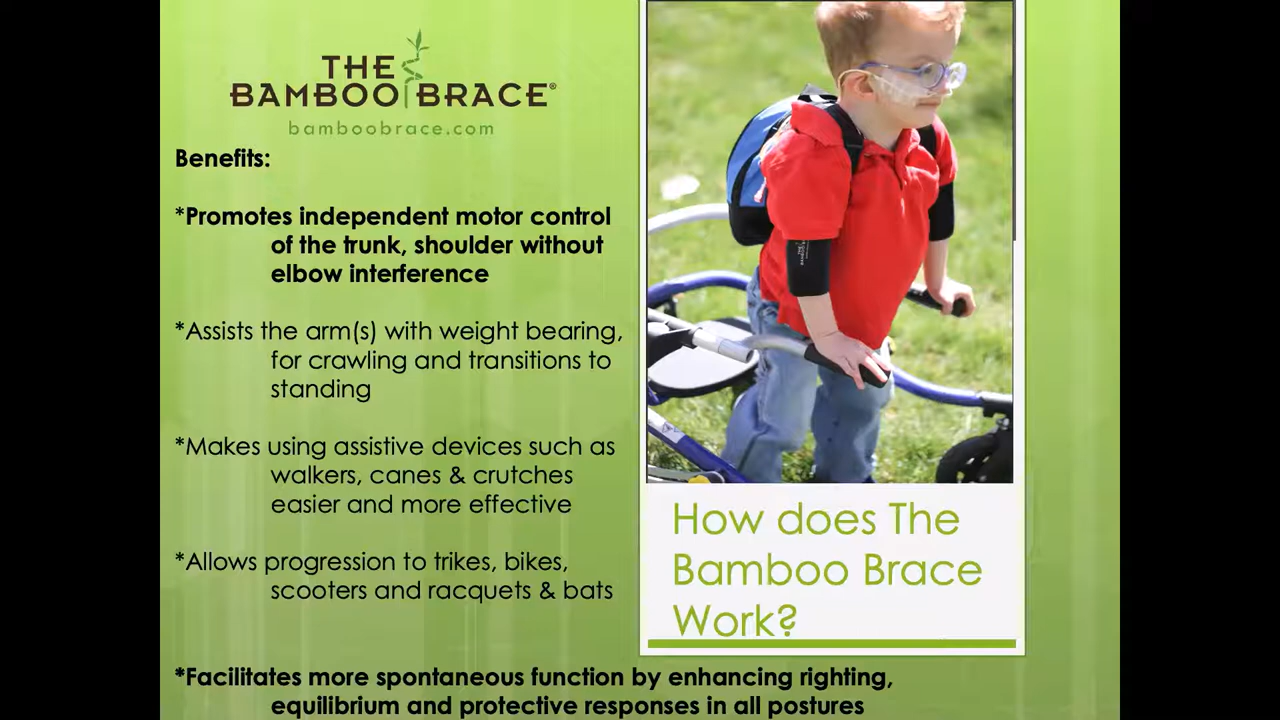 THE
BAMBOO BRACE®
bamboobrace.com
Benefits:
*Promotes independent motor control
of the trunk, shoulder without
elbow interference
*Assists the arm(s) with weight bearing,
for crawling and transitions to
standing
*Makes using assistive devices such as
walkers, canes & crutches
easier and more effective
*Allows progression to trikes, bikes,
scooters and racquets & bats
*Facilitates more spontaneous function by enhancing righting,
equilibrium and protective responses in all postures
How does The
Bamboo Brace
Work?